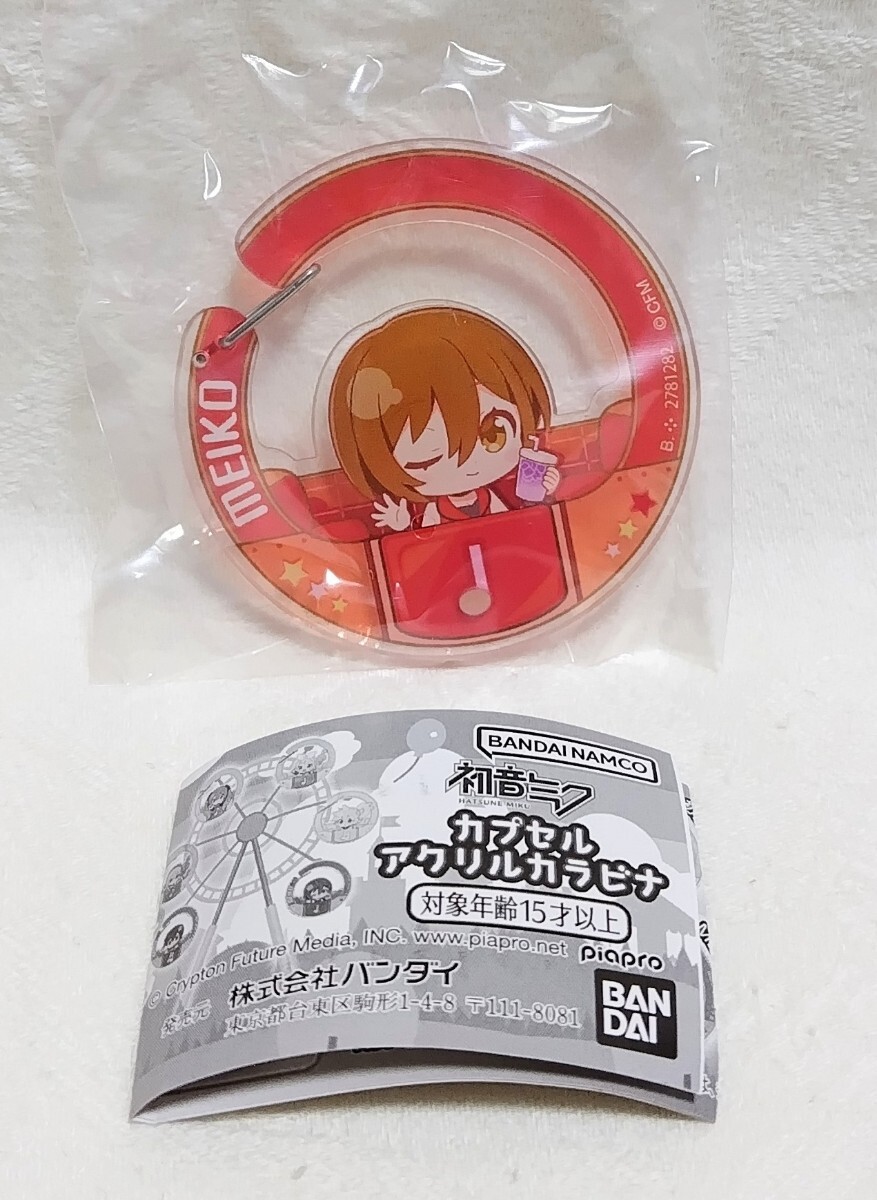 MEIKO
B. 2781282 © CFM
BANDAI NAMCO
初音ミク
HATSUNE MIKU
カプセル
アクリルカラビナ
対象年齢15才以上
© Crypton Future Media, INC. www.piapro.net piapro
発売元 株式会社バンダイ
東京都台東区駒形1-4-8 〒111-8081
BAN
DAI